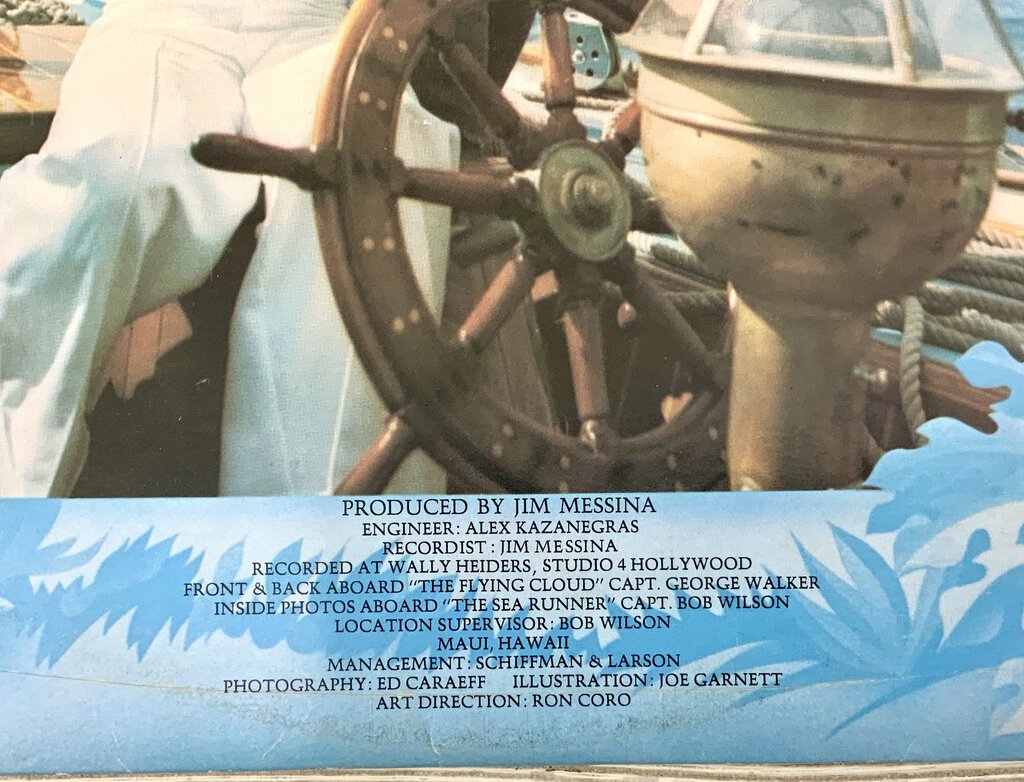 PRODUCED BY JIM MESSINA
ENGINEER: ALEX KAZANEGRAS
RECORDIST : JIM MESSINA
RECORDED AT WALLY HEIDERS, STUDIO 4 HOLLYWOOD
FRONT & BACK ABOARD "THE FLYING CLOUD" CAPT. GEORGE WALKER
INSIDE PHOTOS ABOARD "THE SEA RUNNER" CAPT. BOB WILSON
LOCATION SUPERVISOR: BOB WILSON
MAUI, HAWAII
MANAGEMENT: SCHIFFMAN & LARSON
PHOTOGRAPHY: ED CARAEFF ILLUSTRATION: JOE GARNETT
ART DIRECTION: RON CORO